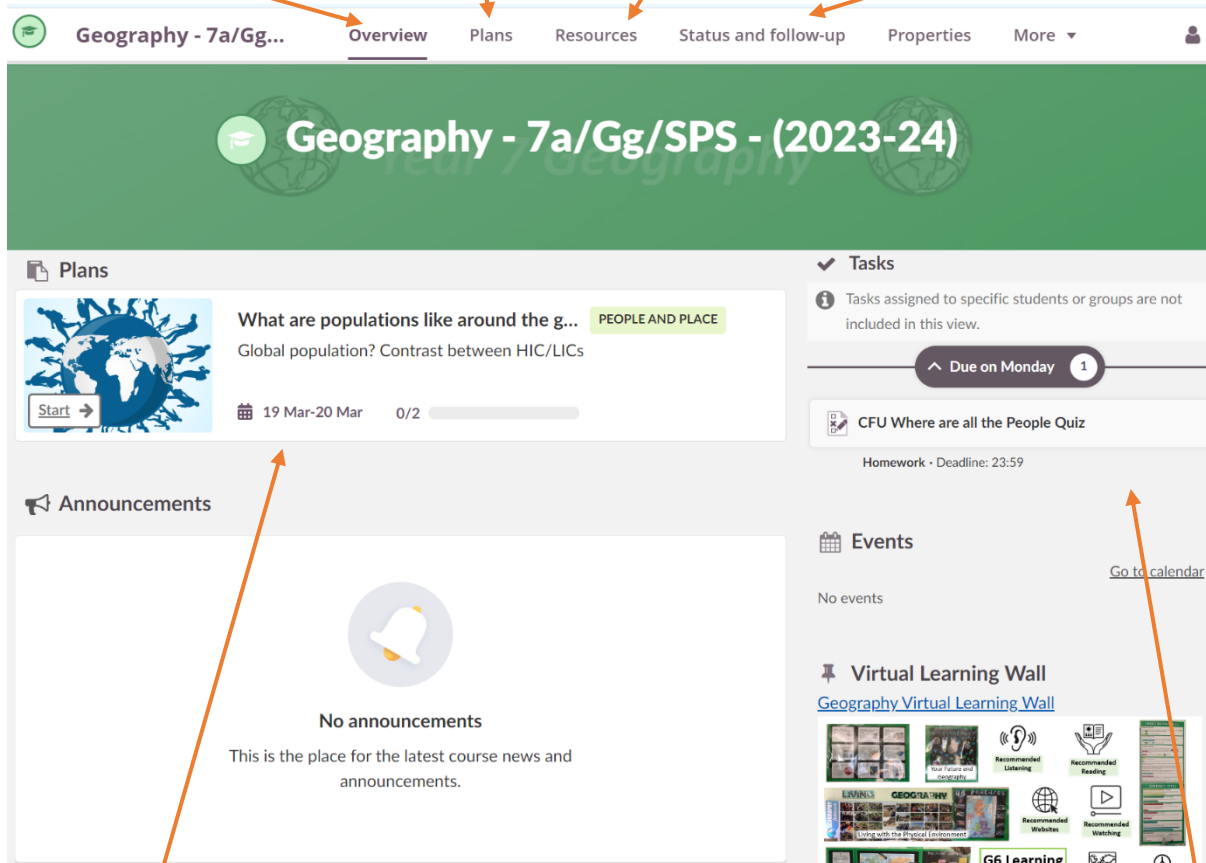 Geography - 7a/Gg... Overview Plans Resources Status and follow-up Properties More
Geography - 7a/Gg/SPS - (2023-24)
Year 7 Geography
Plans
What are populations like around the g... PEOPLE AND PLACE
Global population? Contrast between HIC/LICs
Start
19 Mar-20 Mar 0/2
Announcements
No announcements
This is the place for the latest course news and
announcements.
Tasks
Tasks assigned to specific students or groups are not
included in this view.
Due on Monday 1
CFU Where are all the People Quiz
Homework · Deadline: 23:59
Events
Go to calendar
No events
Virtual Learning Wall
Geography Virtual Learning Wall
Your Future and
Geography
Recommended
Listening
Recommended
Reading
LIVING GEOGRAPHY
Living with the Physical Environment
Recommended
Websites
Recommended
Watching
G6 Learning